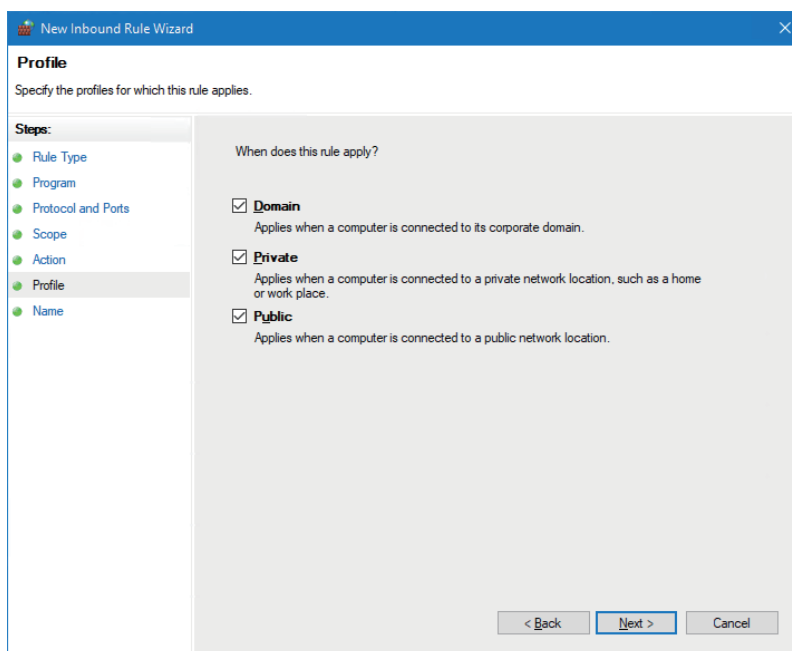 New Inbound Rule Wizard
Profile
Specify the profiles for which this rule applies.
Steps:
Rule Type
Program
Protocol and Ports
Scope
Action
Profile
Name
When does this rule apply?
Domain
Applies when a computer is connected to its corporate domain.
Private
Applies when a computer is connected to a private network location, such as a home
or work place.
Public
Applies when a computer is connected to a public network location.
< Back
Next >
Cancel